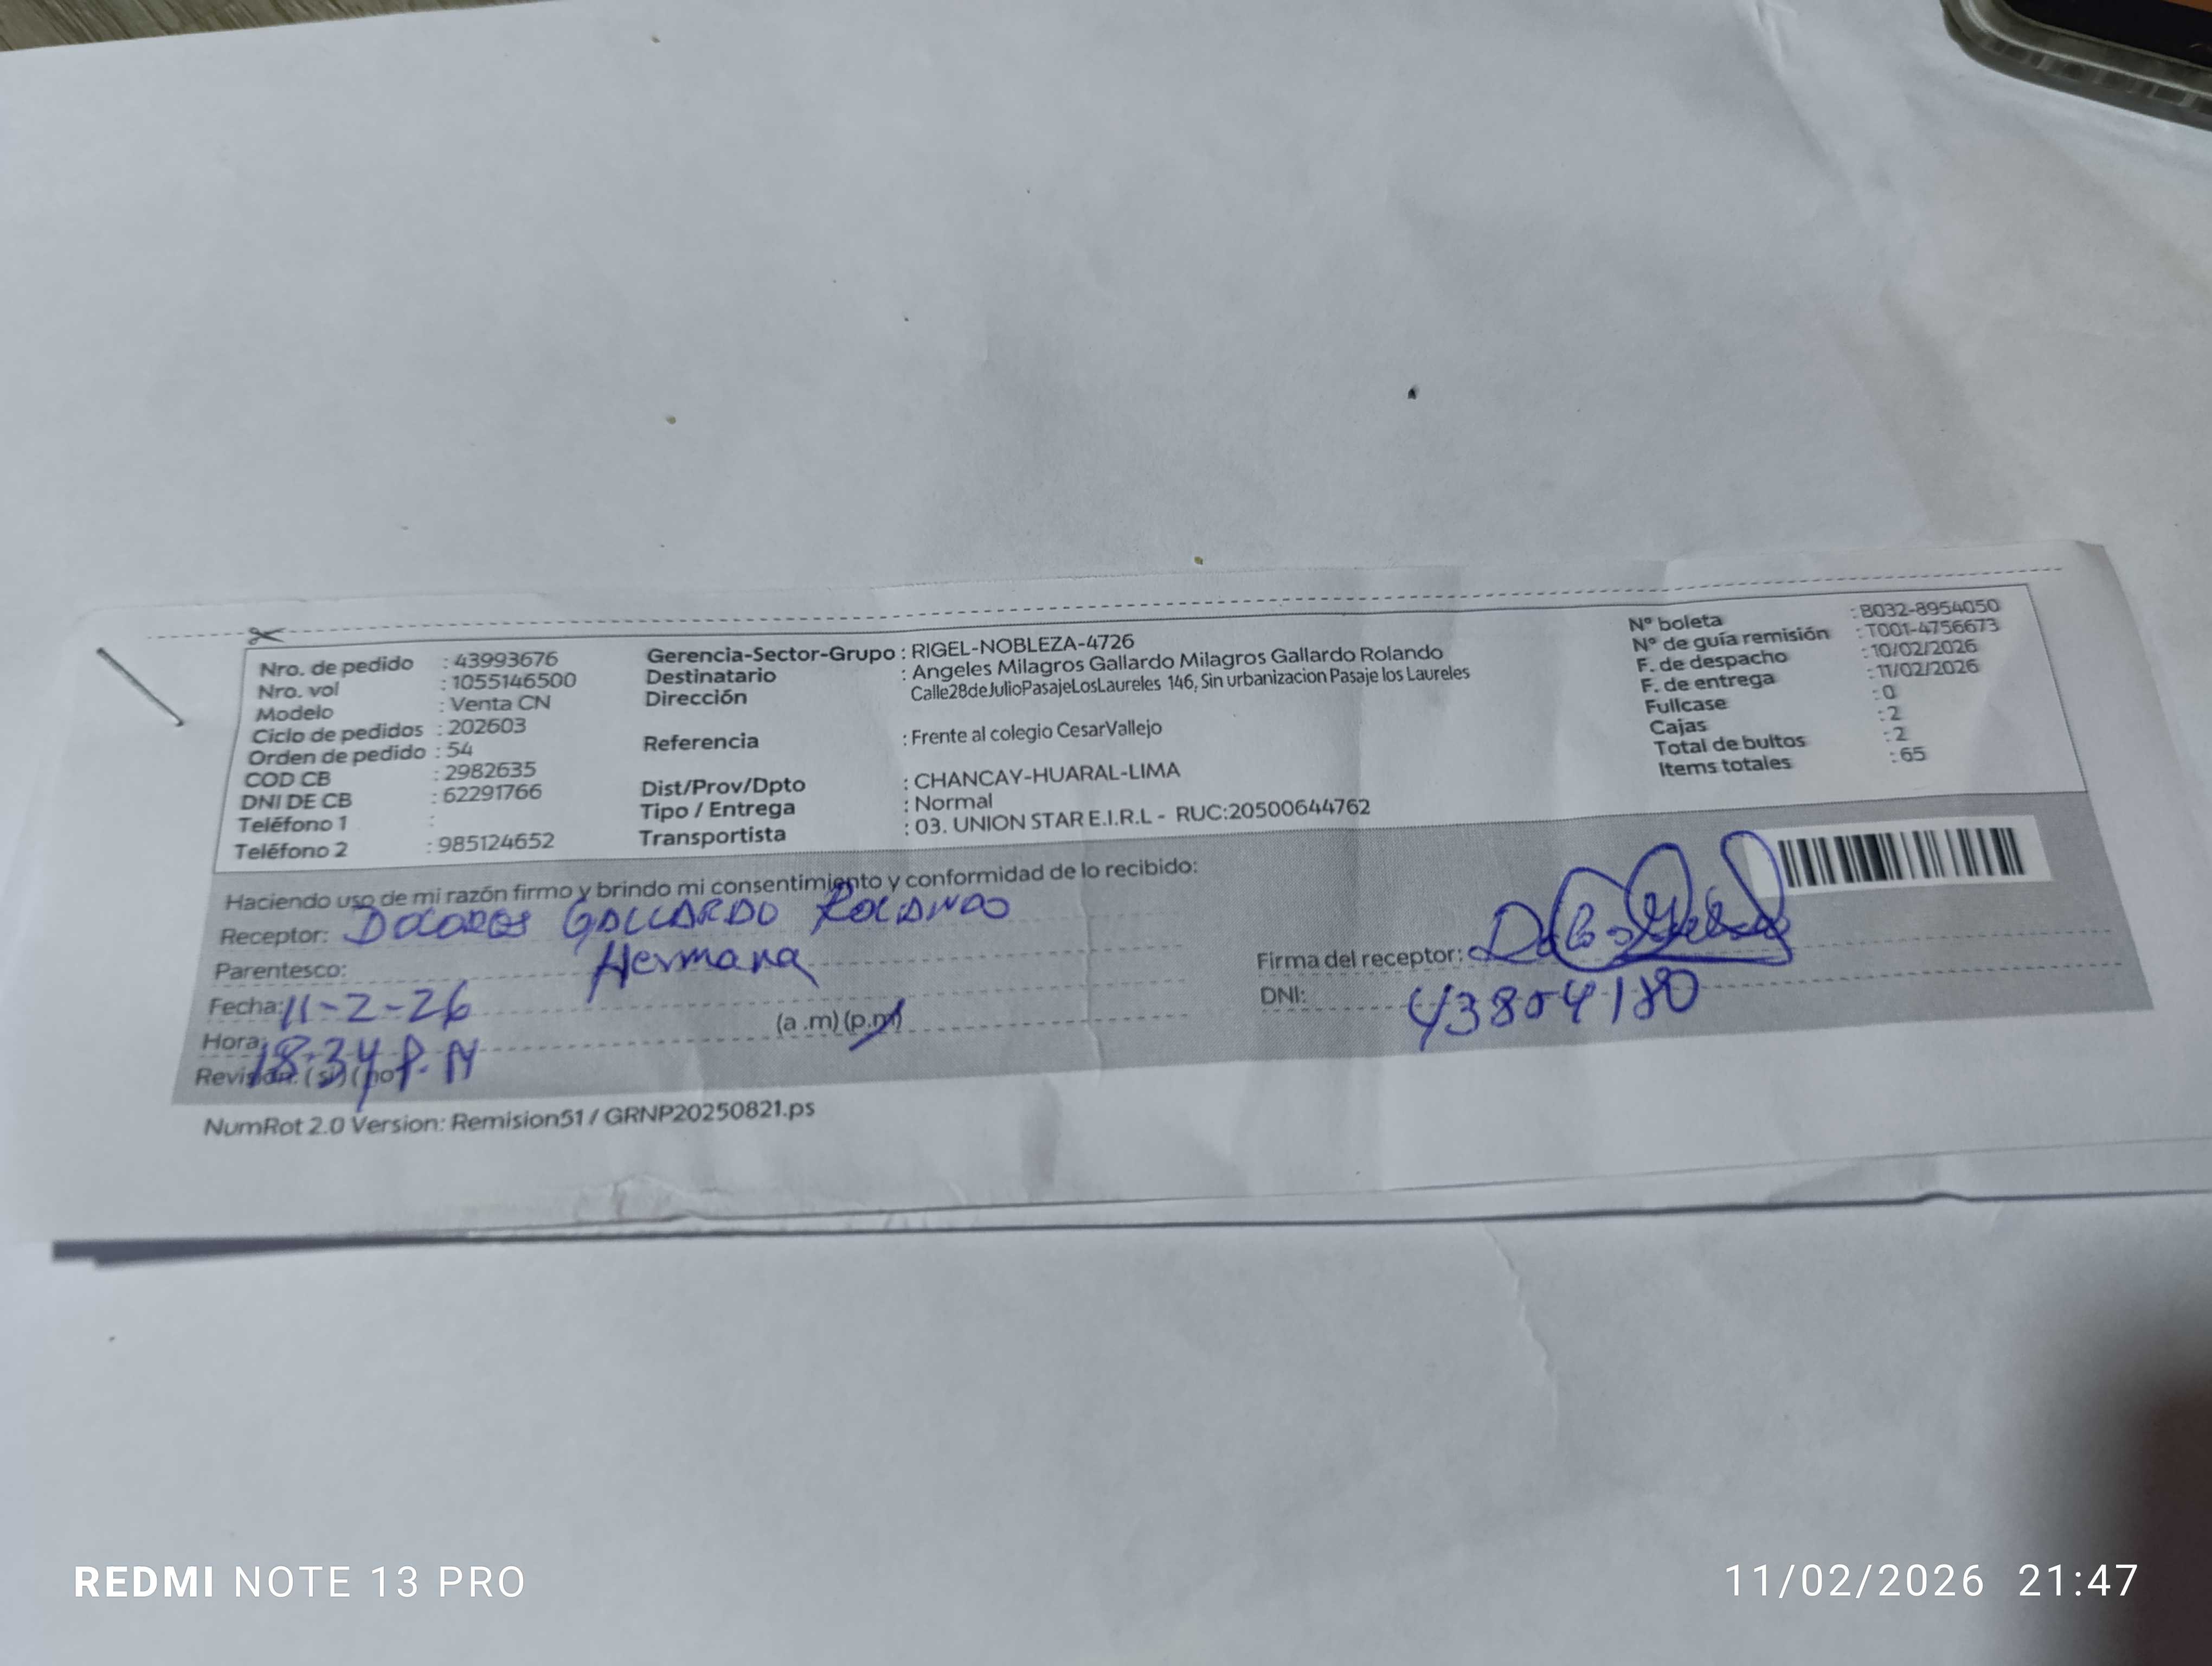 Nro. de pedido : 43993676
Nro. vol : 1055146500
Modelo : Venta CN
Ciclo de pedidos : 202603
Orden de pedido : 54
COD CB : 2982635
DNI DE CB : 62291766
Teléfono 1 :
Teléfono 2 : 985124652
Gerencia-Sector-Grupo : RIGEL-NOBLEZA-4726
Destinatario : Angeles Milagros Gallardo Milagros Gallardo Rolando
Dirección Calle28deJulioPasajeLosLaureles 146, Sin urbanizacion Pasaje los Laureles
Referencia : Frente al colegio CesarVallejo
Dist/Prov/Dpto : CHANCAY-HUARAL-LIMA
Tipo / Entrega : Normal
Transportista : 03. UNION STAR E.I.R.L - RUC:20500644762
Nº boleta : B032-8954050
Nº de guía remisión : T001-4756673
F. de despacho : 10/02/2026
F. de entrega : 11/02/2026
Fullcase : 0
Cajas : 2
Total de bultos : 2
Items totales : 65
Haciendo uso de mi razón firmo y brindo mi consentimiento y conformidad de lo recibido:
Receptor: GALLARDO ROLANDO
Parentesco: Hermana
Fecha: 11-2-26
Hora: 18:34 P.M (a .m) (p.m)
Revisión: (si) (no
Firma del receptor:
DNI: 43804180
NumRot 2.0 Version: Remision51 / GRNP20250821.ps
REDMI NOTE 13 PRO
11/02/2026 21:47